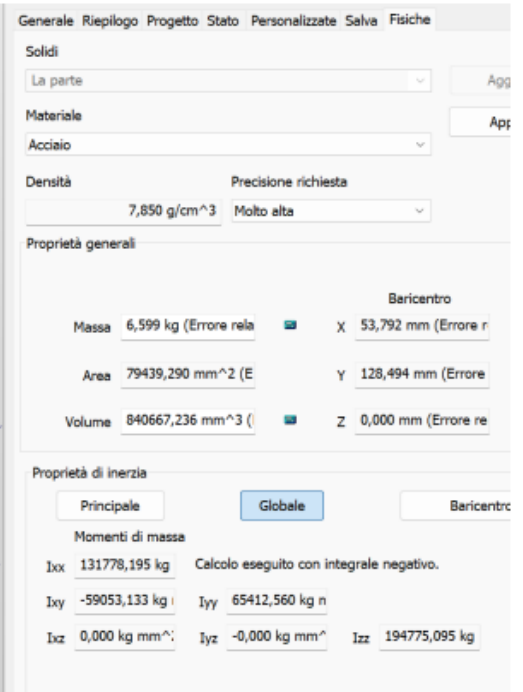 Generale Riepilogo Progetto Stato Personalizzate Salva Fisiche
Solidi
La parte
Agg
Materiale
App
Acciaio
Densità Precisione richiesta
7,850 g/cm^3 Molto alta
Proprietà generali
Baricentro
Massa 6,599 kg (Errore rela X 53,792 mm (Errore r
Area 79439,290 mm^2 (E Y 128,494 mm (Errore
Volume 840667,236 mm^3 ( Z 0,000 mm (Errore re
Proprietà di inerzia
Principale Globale Baricentro
Momenti di massa
Ixx 131778,195 kg Calcolo eseguito con integrale negativo.
Ixy -59053,133 kg Iyy 65412,560 kg n
Ixz 0,000 kg mm^ Iyz -0,000 kg mm^ Izz 194775,095 kg